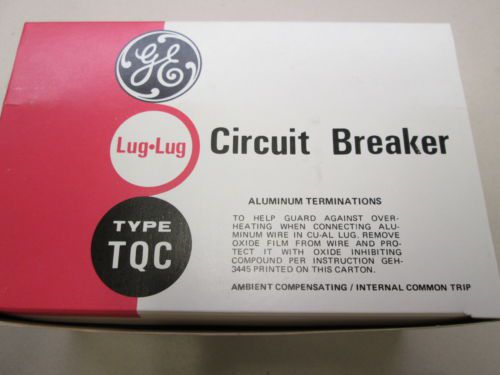 GE
Lug•Lug
Circuit Breaker
TYPE
TQC
ALUMINUM TERMINATIONS
TO HELP GUARD AGAINST OVER-
HEATING WHEN CONNECTING ALU-
MINUM WIRE IN CU-AL LUG. REMOVE
OXIDE FILM FROM WIRE AND PRO-
TECT IT WITH OXIDE INHIBITING
COMPOUND PER INSTRUCTION GEH-
3445 PRINTED ON THIS CARTON.
AMBIENT COMPENSATING / INTERNAL COMMON TRIP